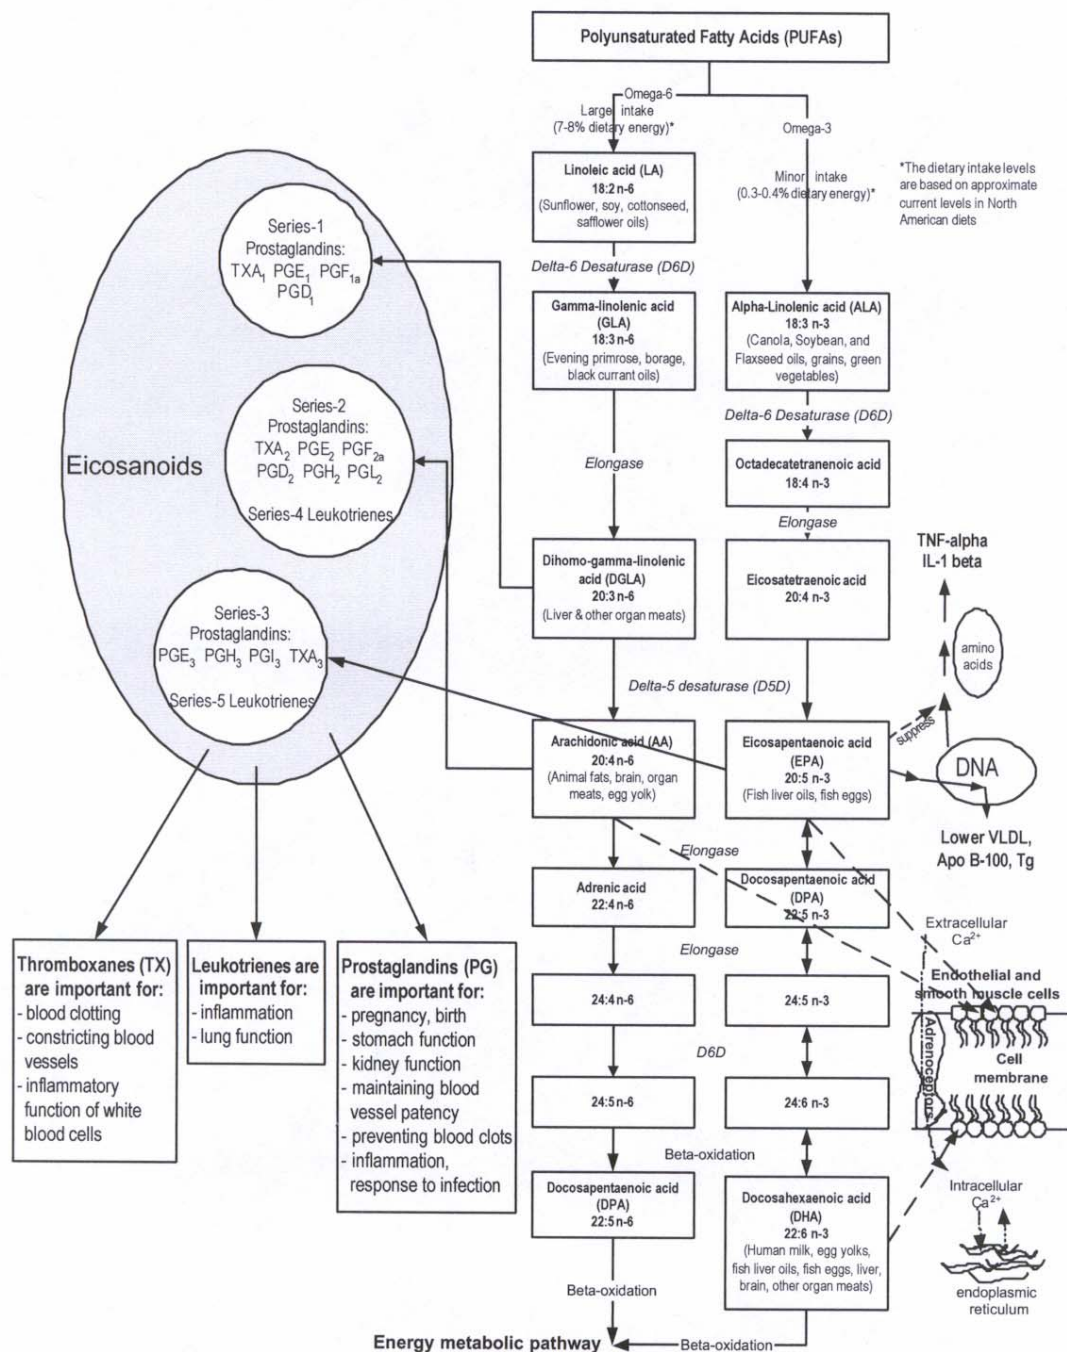 Polyunsaturated Fatty Acids (PUFAs)
Omega-6
Large intake
(7-8% dietary energy)*
Omega-3
Minor intake
(0.3-0.4% dietary energy)*
*The dietary intake levels
are based on approximate
current levels in North
American diets
Linoleic acid (LA)
18:2 n-6
(Sunflower, soy, cottonseed,
safflower oils)
Delta-6 Desaturase (D6D)
Gamma-linolenic acid
(GLA)
18:3 n-6
(Evening primrose, borage,
black currant oils)
Alpha-Linolenic acid (ALA)
18:3 n-3
(Canola, Soybean, and
Flaxseed oils, grains, green
vegetables)
Delta-6 Desaturase (D6D)
Elongase
Octadecatetranenoic acid
18:4 n-3
Elongase
Dihomo-gamma-linolenic
acid (DGLA)
20:3 n-6
(Liver & other organ meats)
Eicosatetraenoic acid
20:4 n-3
Delta-5 desaturase (D5D)
Arachidonic acid (AA)
20:4 n-6
(Animal fats, brain, organ
meats, egg yolk)
Eicosapentaenoic acid
(EPA)
20:5 n-3
(Fish liver oils, fish eggs)
Elongase
Adrenic acid
22:4 n-6
Docosapentaenoic acid
(DPA)
22:5 n-3
Elongase
24:4 n-6
24:5 n-3
D6D
24:5 n-6
24:6 n-3
Beta-oxidation
Docosapentaenoic acid
(DPA)
22:5 n-6
Docosahexaenoic acid
(DHA)
22:6 n-3
(Human milk, egg yolks,
fish liver oils, fish eggs, liver,
brain, other organ meats)
Beta-oxidation
Energy metabolic pathway
Beta-oxidation
Eicosanoids
Series-1
Prostaglandins:
TXA1 PGE1 PGF1a
PGD1
Series-2
Prostaglandins:
TXA2 PGE2 PGF2a
PGD2 PGH2 PGL2
Series-4 Leukotrienes
Series-3
Prostaglandins:
PGE3 PGH3 PGI3 TXA3
Series-5 Leukotrienes
Thromboxanes (TX)
are important for:
- blood clotting
- constricting blood
vessels
- inflammatory
function of white
blood cells
Leukotrienes are
important for:
- inflammation
- lung function
Prostaglandins (PG)
are important for:
- pregnancy, birth
- stomach function
- kidney function
- maintaining blood
vessel patency
- preventing blood clots
- inflammation,
response to infection
TNF-alpha
IL-1 beta
amino
acids
suppress
DNA
Lower VLDL,
Apo B-100, Tg
Extracellular
Ca2+
Endothelial and
smooth muscle cells
Adrenoceptors
Cell
membrane
Intracellular
Ca2+
endoplasmic
reticulum